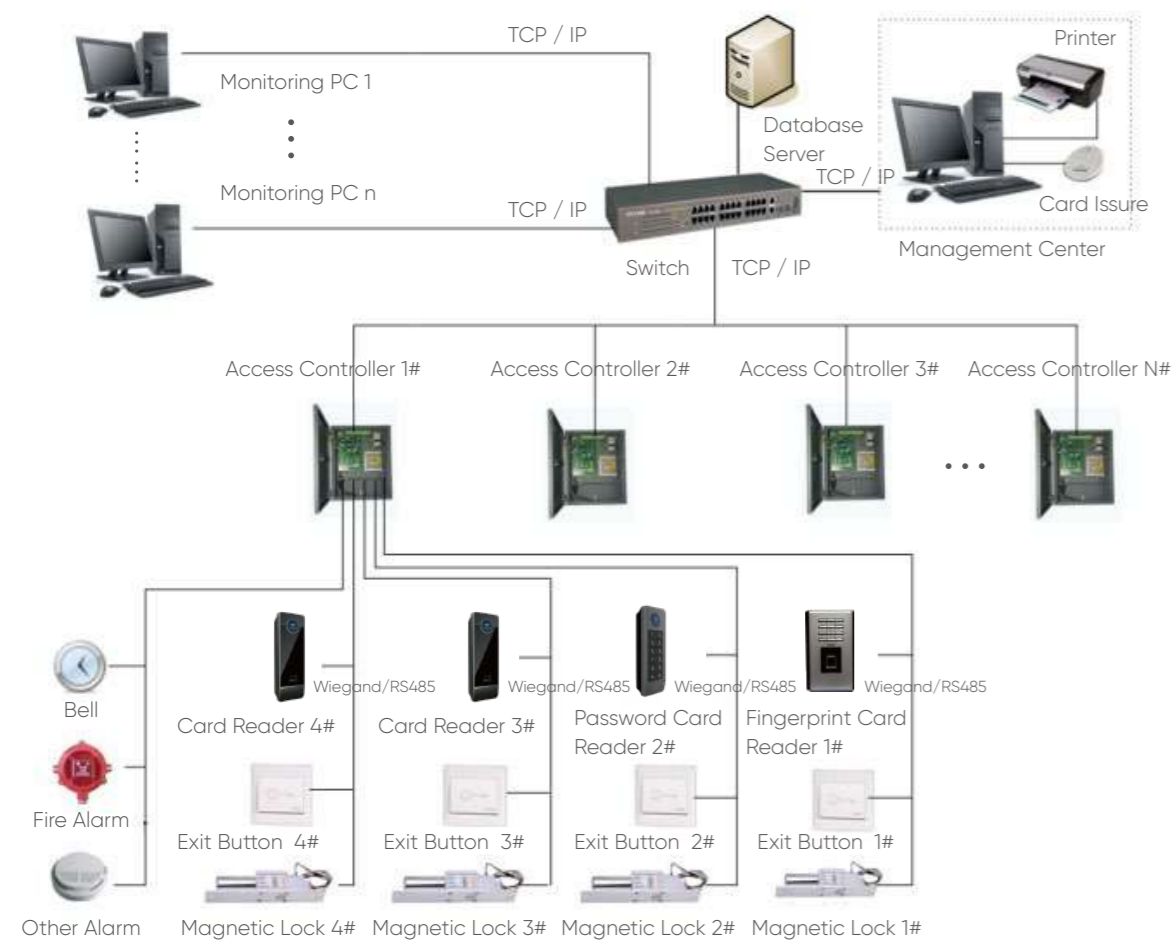 TCP / IP
Printer
Monitoring PC 1
Database
Server
TCP / IP
Monitoring PC n
TCP / IP
Card Issure
Management Center
Switch
TCP / IP
Access Controller 1#
Access Controller 2#
Access Controller 3#
Access Controller N#
Wiegand/RS485
Wiegand/RS485
Wiegand/RS485
Wiegand/RS485
Bell
Card Reader 4#
Card Reader 3#
Password Card
Reader 2#
Fingerprint Card
Reader 1#
Fire Alarm
Exit Button 4#
Exit Button 3#
Exit Button 2#
Exit Button 1#
Other Alarm
Magnetic Lock 4#
Magnetic Lock 3#
Magnetic Lock 2#
Magnetic Lock 1#